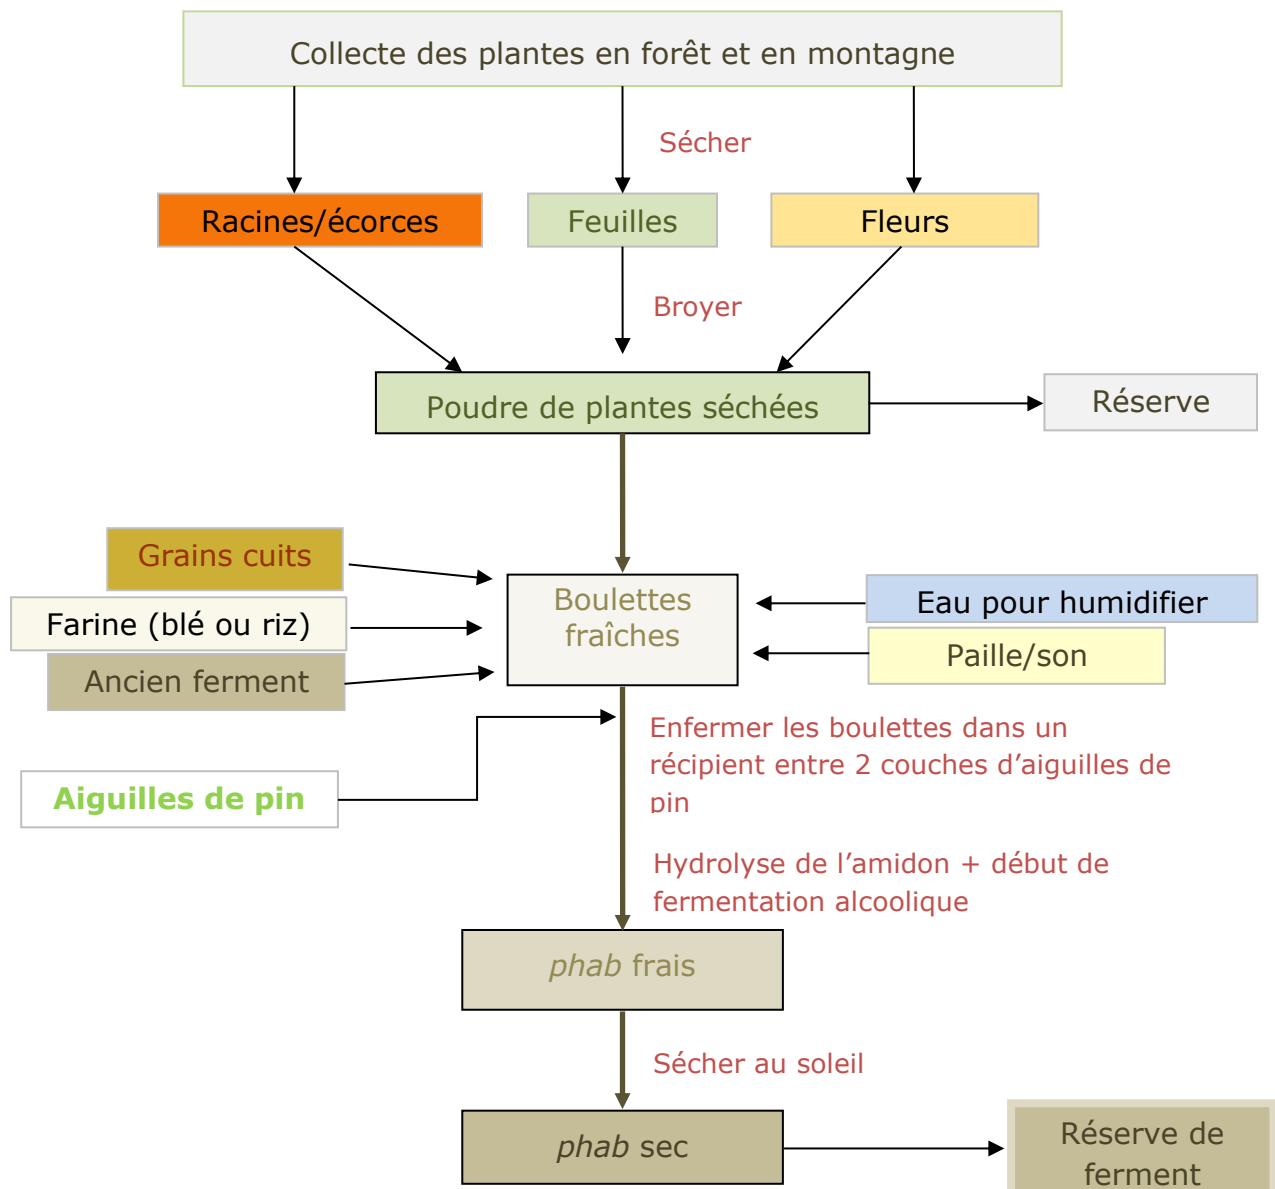 Collecte des plantes en forêt et en montagne
Sécher
Racines/écorces
Feuilles
Fleurs
Broyer
Poudre de plantes séchées
Réserve
Grains cuits
Farine (blé ou riz)
Ancien ferment
Boulettes
fraîches
Eau pour humidifier
Paille/son
Aiguilles de pin
Enfermer les boulettes dans un
récipient entre 2 couches d’aiguilles de
pin
Hydrolyse de l’amidon + début de
fermentation alcoolique
phab frais
Sécher au soleil
phab sec
Réserve de
ferment